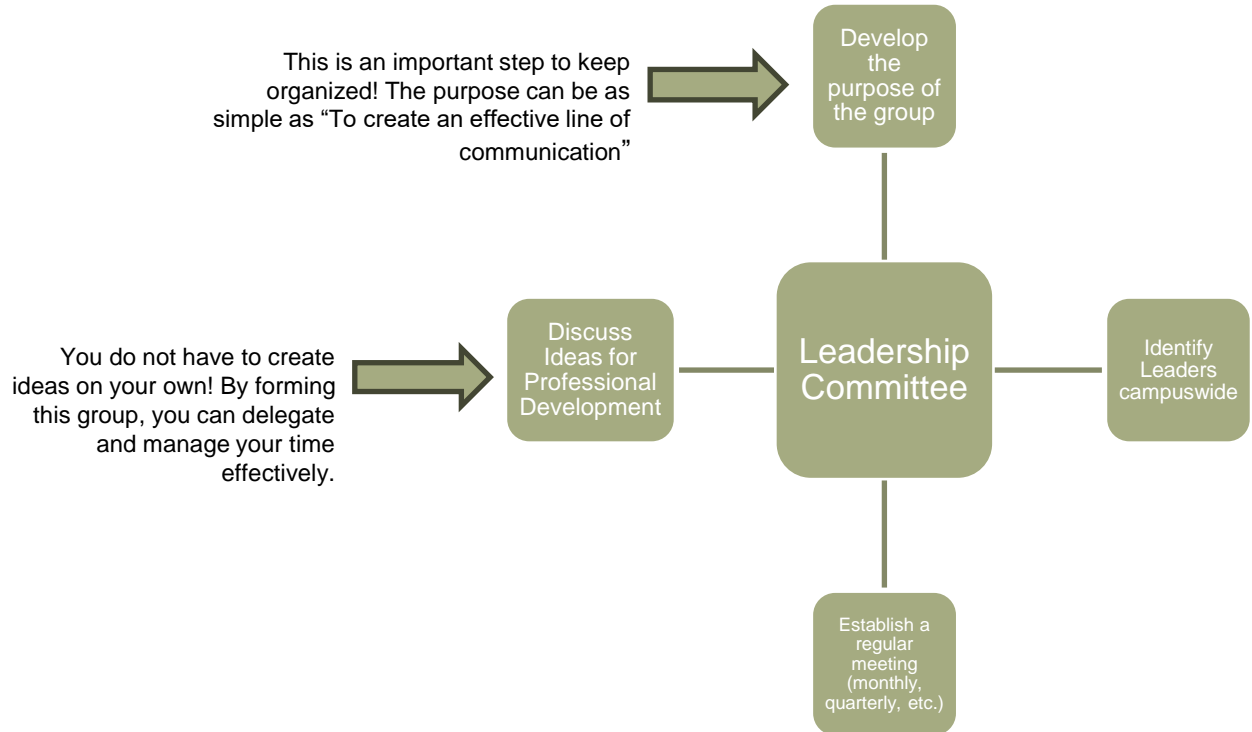 This is an important step to keep
organized! The purpose can be as
simple as “To create an effective line of
communication”
Develop
the
purpose of
the group
You do not have to create
ideas on your own! By forming
this group, you can delegate
and manage your time
effectively.
Discuss
Ideas for
Professional
Development
Leadership
Committee
Identify
Leaders
campuswide
Establish a
regular
meeting
(monthly,
quarterly, etc.)